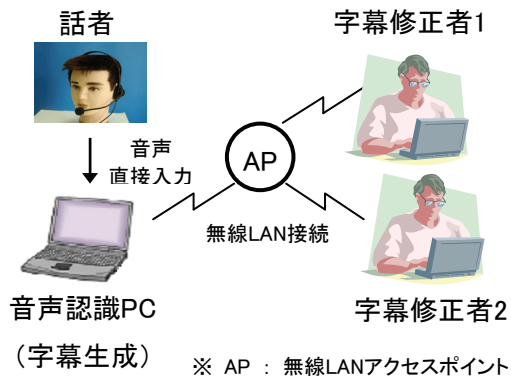 話者
字幕修正者1
音声
直接入力
AP
無線LAN接続
音声認識PC
(字幕生成)
字幕修正者2
※ AP : 無線LANアクセスポイント